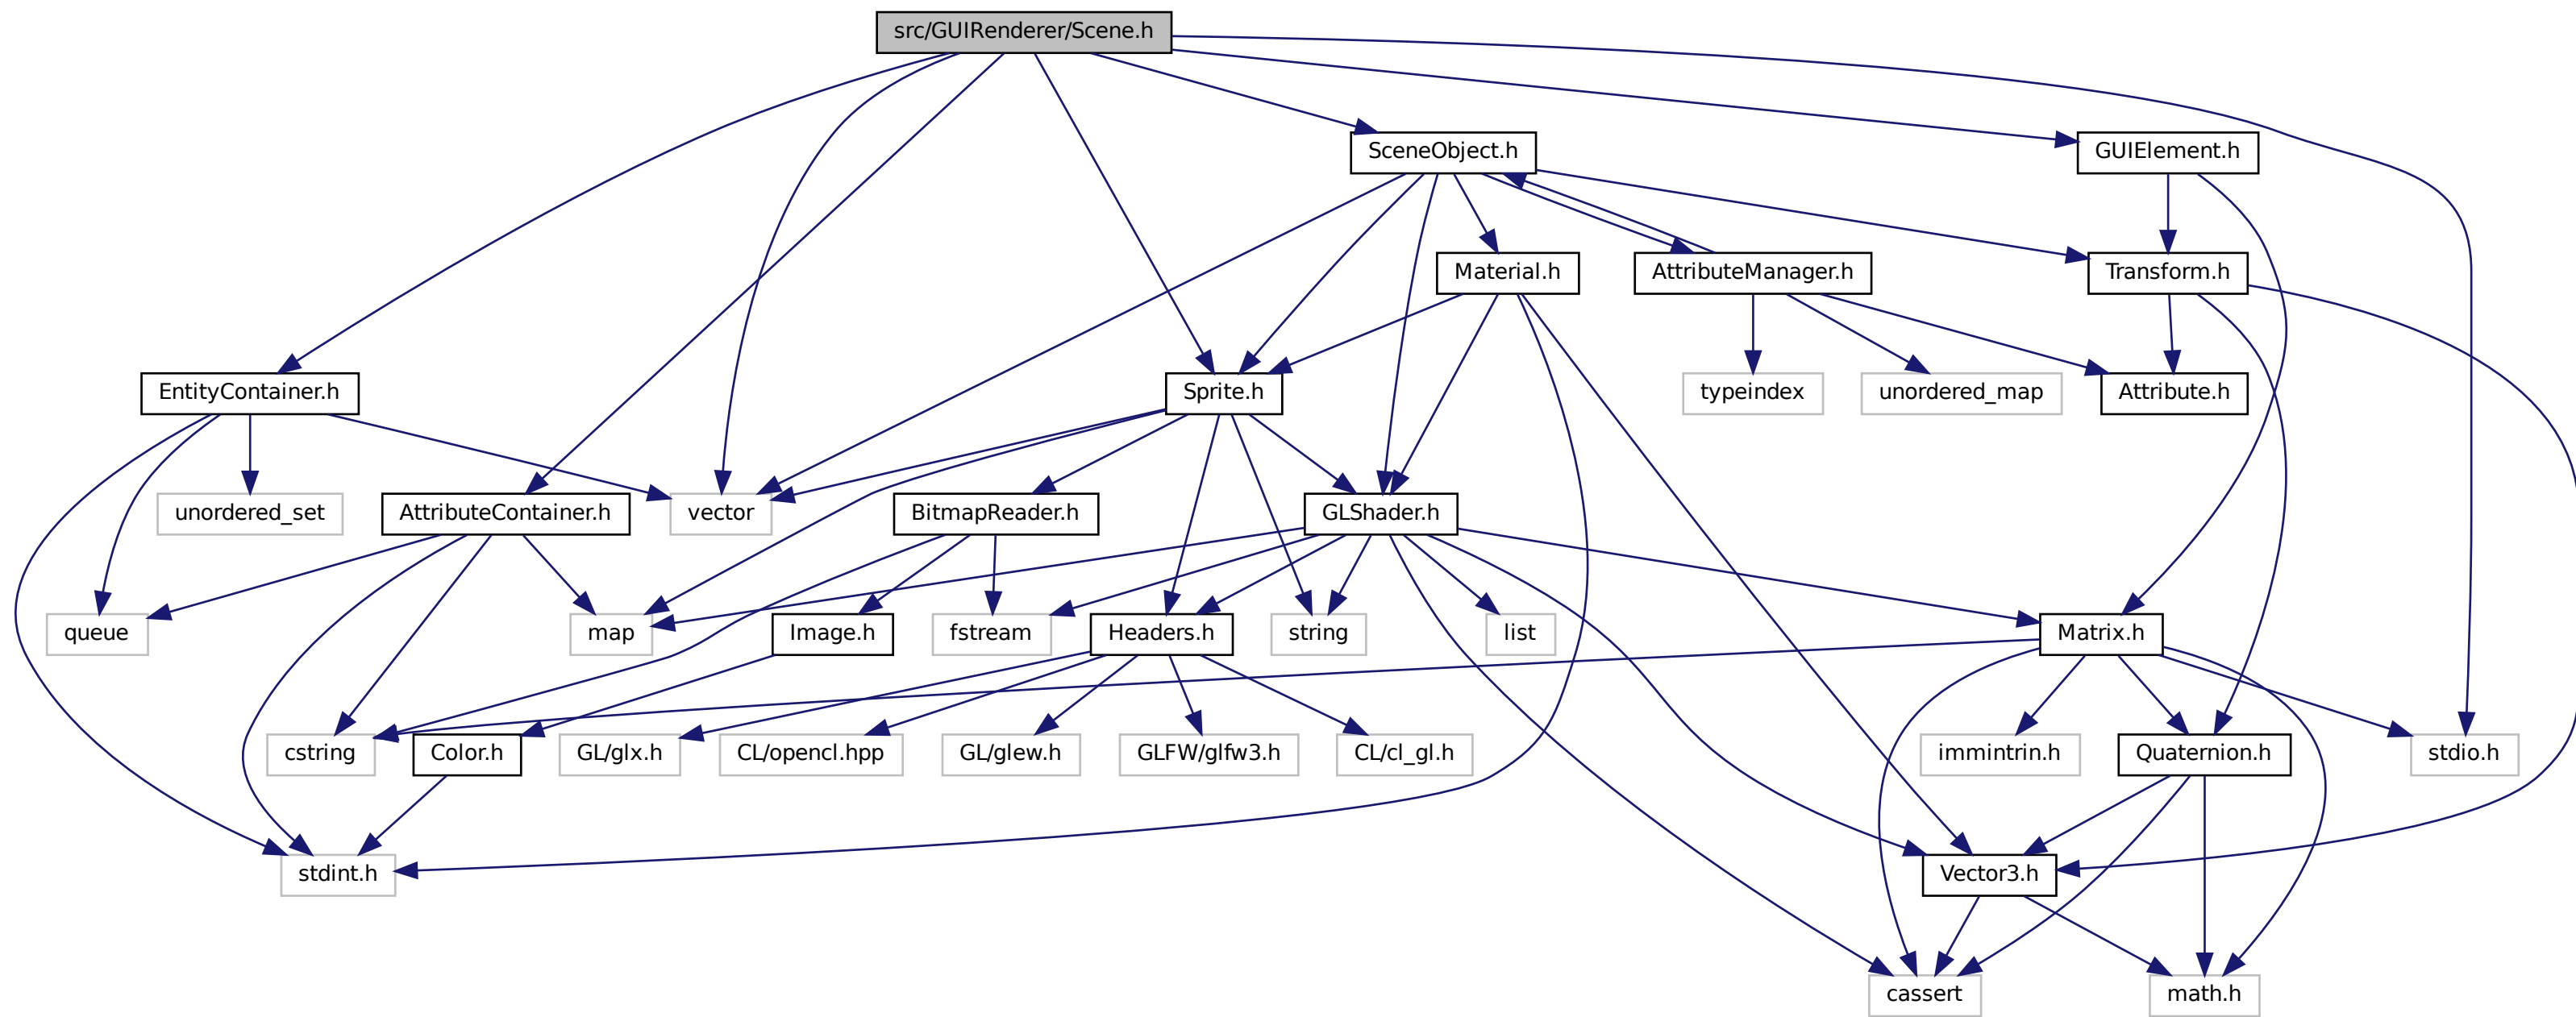 src/GUIRenderer/Scene.h
SceneObject.h
GUIElement.h
Material.h
AttributeManager.h
Transform.h
EntityContainer.h
Sprite.h
typeindex
unordered_map
Attribute.h
unordered_set
AttributeContainer.h
vector
BitmapReader.h
GLShader.h
queue
map
Image.h
fstream
Headers.h
string
list
Matrix.h
cstring
Color.h
GL/glx.h
CL/opencl.hpp
GL/glew.h
GLFW/glfw3.h
CL/cl_gl.h
immintrin.h
Quaternion.h
stdio.h
stdint.h
Vector3.h
cassert
math.h